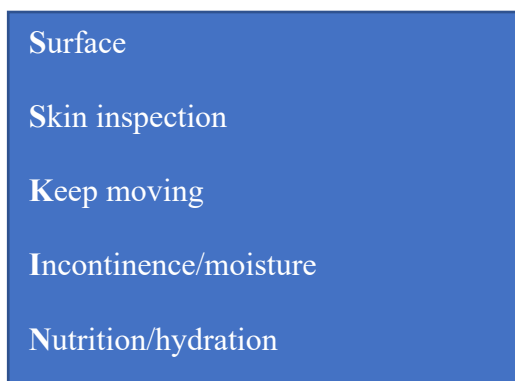 Surface
Skin inspection
Keep moving
Incontinence/moisture
Nutrition/hydration